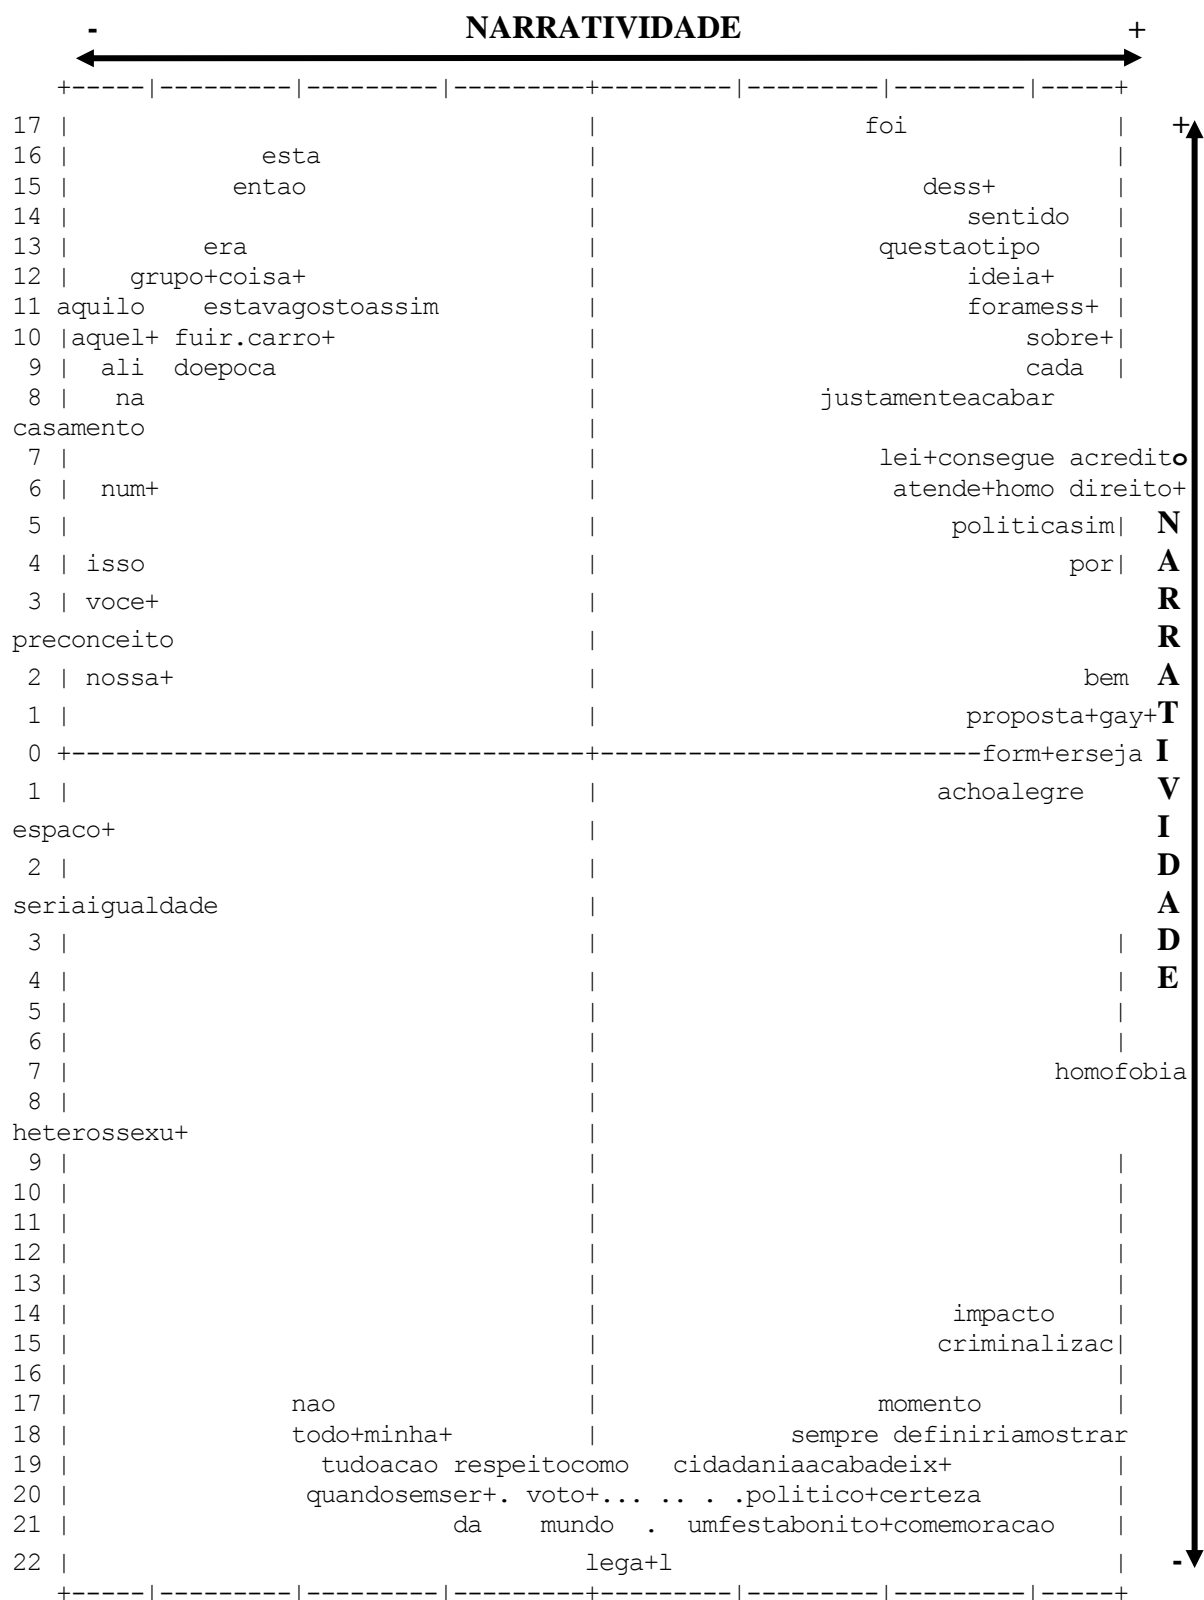 - NARRATIVIDADE +
+-----|---------|---------|---------+---------|---------|---------|-----+
17 | | foi | +
16 | esta | |
15 | entao | dess+ |
14 | | sentido |
13 | era | questaotipo |
12 | grupo+coisa+ | ideia+ |
11 aquilo estavagostoassim | foramess+ |
10 |aquel+ fuir.carro+ | sobre+|
9 | ali doepoca | cada |
8 | na | justamenteacabar
casamento |
7 | | lei+consegue acredito
6 | num+ | atende+homo direito+
5 | | politicasim|
4 | isso | por|
3 | voce+ |
preconceito |
2 | nossa+ | bem
1 | | proposta+gay+
0 +-----------------------------------+--------------------------form+erseja
1 | | achoalegre
espaco+ |
2 | |
seriaigualdade |
3 | | |
4 | | |
5 | | |
6 | | |
7 | | homofobia
8 | |
heterossexu+ |
9 | | |
10 | | |
11 | | |
12 | | |
13 | | |
14 | | impacto |
15 | | criminalizac|
16 | | |
17 | nao | momento |
18 | todo+minha+ | sempre definiriamostrar
19 | tudoacao respeitocomo cidadaniaacabadeix+ |
20 | quandosemser+. voto+... .. . .politico+certeza |
21 | da mundo . umfestabonito+comemoracao |
22 | lega+l | -
+-----|---------|---------|---------+---------|---------|---------|-----+
NARRATIVIDADE